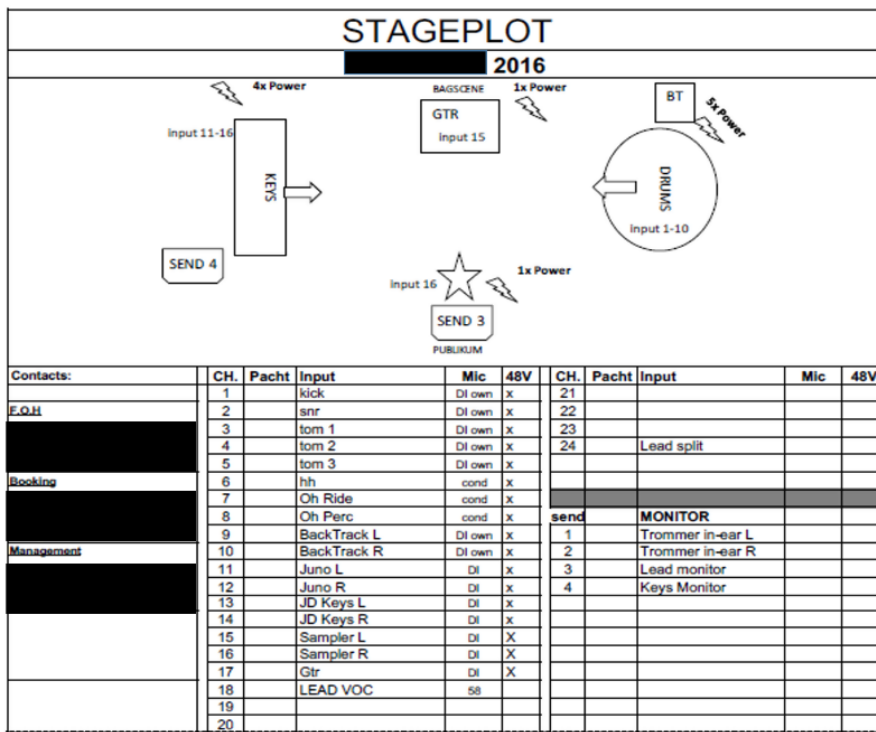 STAGEPLOT
2016
4x Power
BAGSCENE
1x Power
BT
5x Power
GTR
Input 15
Input 11-16
KEYS
DRUMS
Input 1-10
SEND 4
Input 16
1x Power
SEND 3
PUBLIKUM
Contacts: CH. Pacht Input Mic 48V CH. Pacht Input Mic 48V
1 kick DI own x 21
F.O.H 2 snr DI own x 22
3 tom 1 DI own x 23
4 tom 2 DI own x 24 Lead split
5 tom 3 DI own x
Booking 6 hh cond x
7 Oh Ride cond x
8 Oh Perc cond x send MONITOR
9 BackTrack L DI own x 1 Trommer in-ear L
Management 10 BackTrack R DI own x 2 Trommer in-ear R
11 Juno L DI x 3 Lead monitor
12 Juno R DI x 4 Keys Monitor
13 JD Keys L DI x
14 JD Keys R DI x
15 Sampler L DI X
16 Sampler R DI X
17 Gtr DI X
18 LEAD VOC 58
19
20